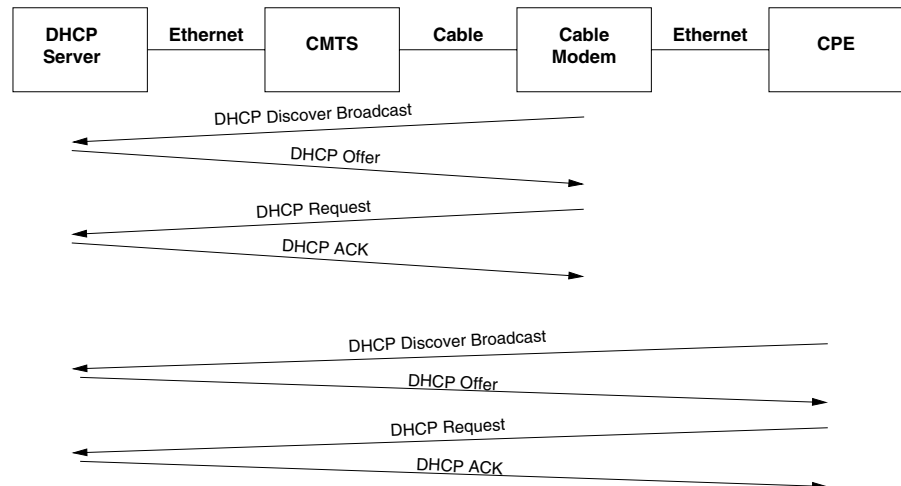 DHCP
Server
Ethernet
CMTS
Cable
Cable
Modem
Ethernet
CPE
DHCP Discover Broadcast
DHCP Offer
DHCP Request
DHCP ACK
DHCP Discover Broadcast
DHCP Offer
DHCP Request
DHCP ACK